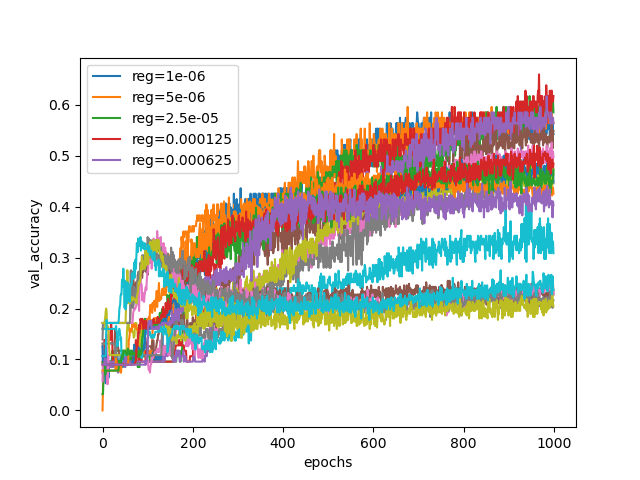 reg=1e-06
reg=5e-06
reg=2.5e-05
reg=0.000125
reg=0.000625
0.6
0.5
0.4
0.3
0.2
0.1
0.0
val_accuracy
0 200 400 600 800 1000
epochs